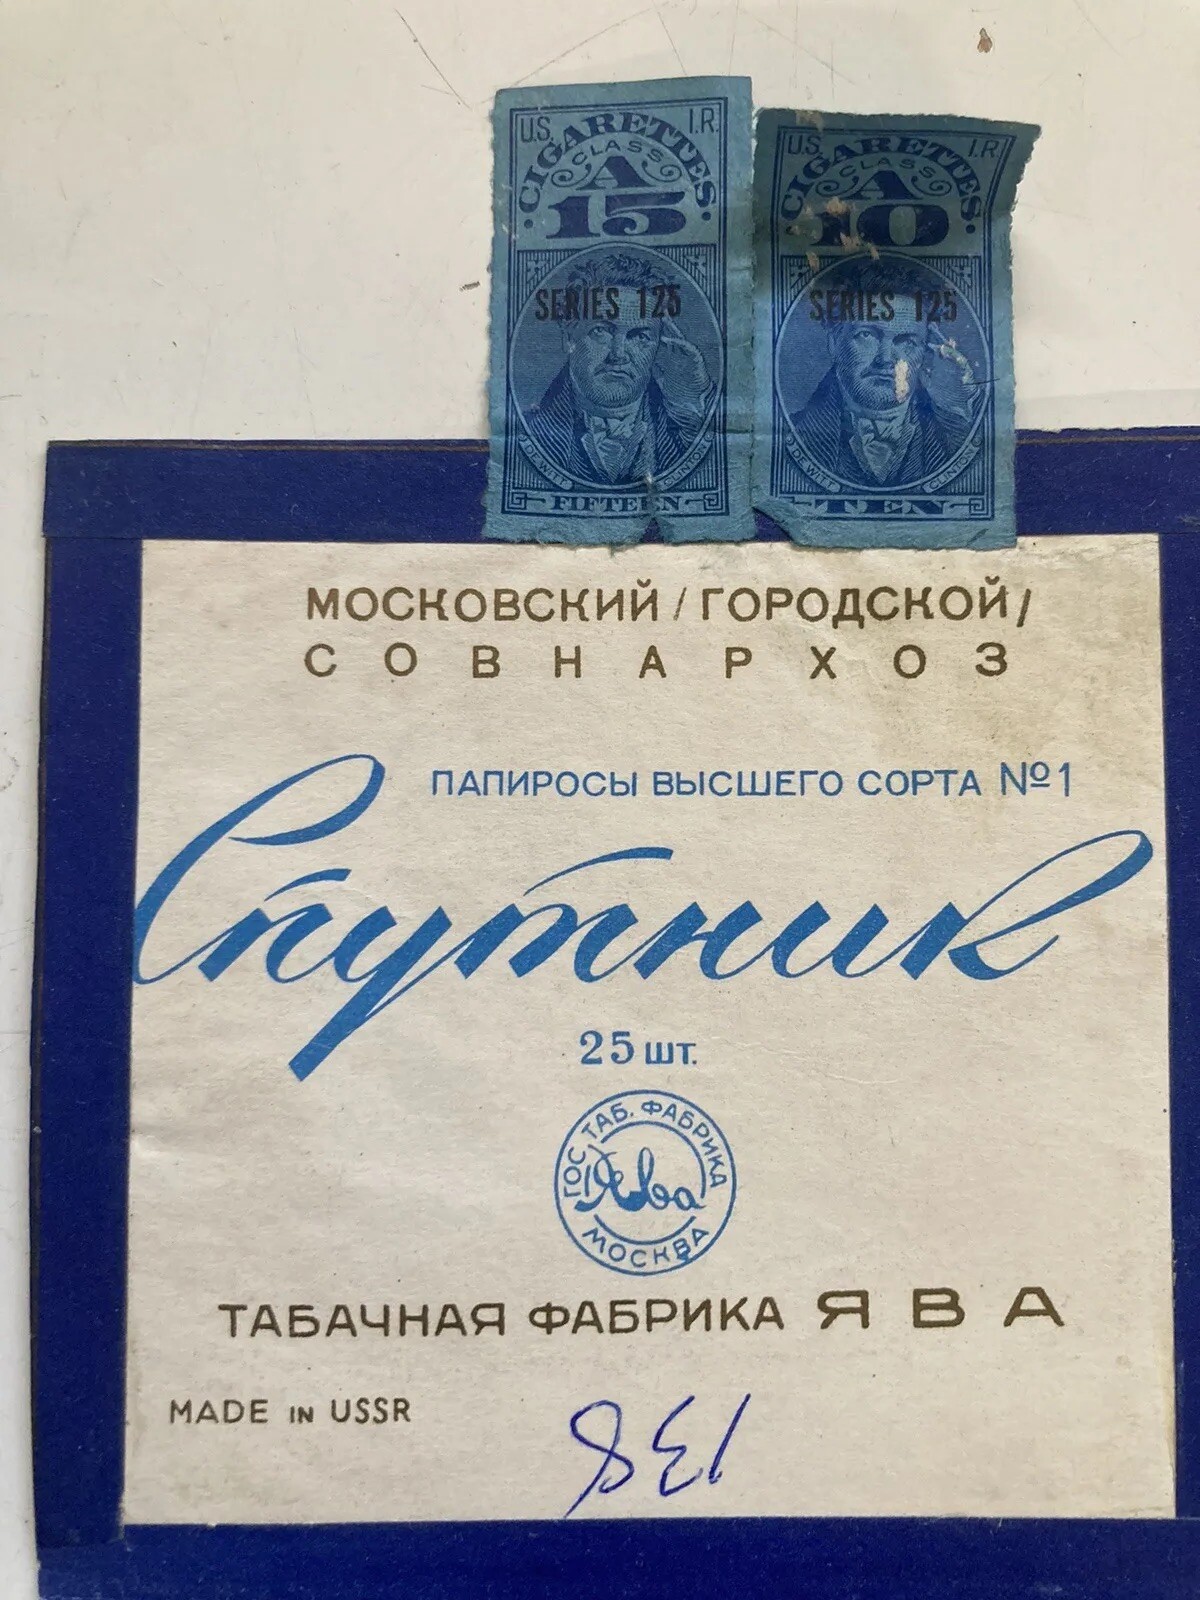 U.S. I.R.
CIGARETTES
CLASS
A
15
SERIES 125
DE WITT CLINTON
FIFTEEN
U.S. I.R.
CIGARETTES
CLASS
A
10
SERIES 125
DE WITT CLINTON
TEN
МОСКОВСКИЙ /ГОРОДСКОЙ/
СОВНАРХОЗ
ПАПИРОСЫ ВЫСШЕГО СОРТА №1
Спутник
25 шт.
ГОС. ТАБ. ФАБРИКА
Ява
МОСКВА
ТАБАЧНАЯ ФАБРИКА ЯВА
MADE IN USSR
138